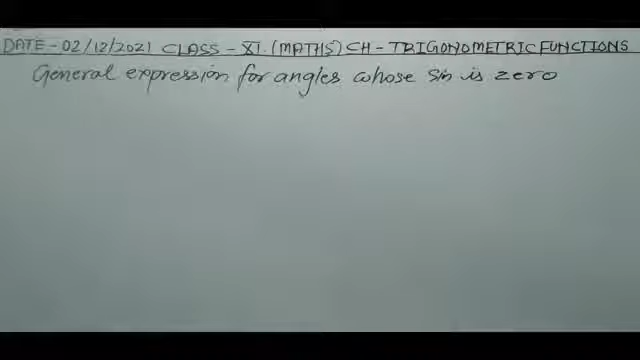 DATE - 02/12/2021 CLASS - XI. (MATHS) CH - TRIGONOMETRIC FUNCTIONS
General expression for angles whose sin is zero